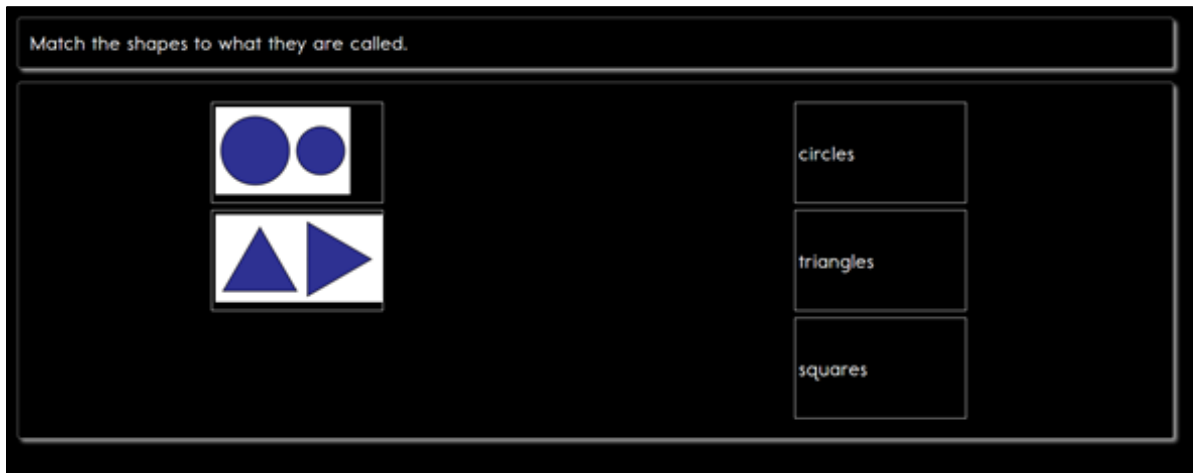 Match the shapes to what they are called.
circles
triangles
squares